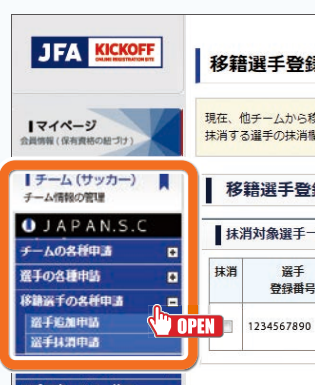 JFA KICKOFF
ONLINE REGISTRATION SITE
マイページ
会員情報(保有資格の紐づけ)
チーム(サッカー)
チーム情報の管理
JAPAN.S.C
チームの各種申請
選手の各種申請
移籍選手の各種申請
選手追加申請
選手抹消申請
OPEN
移籍選手登録
現在、他チームから移
抹消する選手の抹消欄
移籍選手登
抹消対象選手一
抹消
選手
登録番号
1234567890